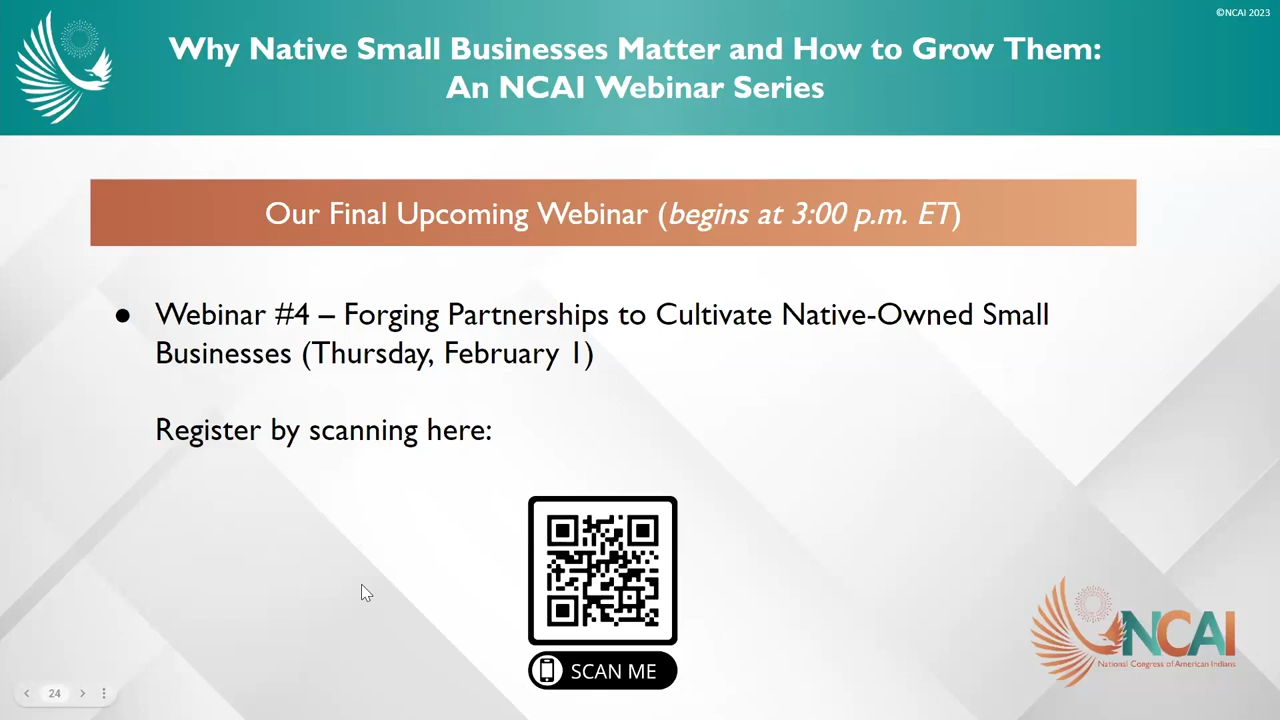 ©NCAI 2023
Why Native Small Businesses Matter and How to Grow Them:
An NCAI Webinar Series
Our Final Upcoming Webinar (begins at 3:00 p.m. ET)
● Webinar #4 – Forging Partnerships to Cultivate Native-Owned Small
Businesses (Thursday, February 1)
Register by scanning here:
SCAN ME
NCAI
National Congress of American Indians
24